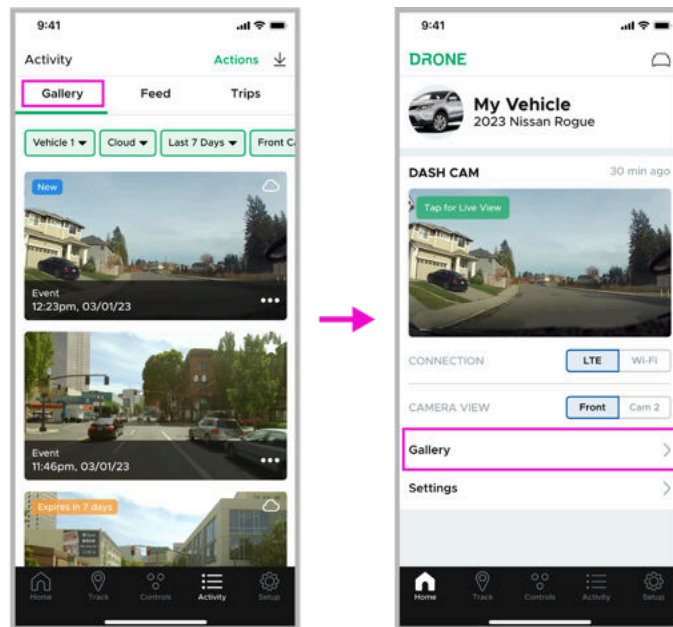 9:41
Activity
Actions
Gallery Feed Trips
Vehicle 1 Cloud Last 7 Days Front
New
Event
12:23pm, 03/01/23
Event
11:46pm, 03/01/23
Expires in 7 days
Home Track Controls Activity Setup
9:41
DRONE
My Vehicle
2023 Nissan Rogue
DASH CAM 30 min ago
Tap for Live View
CONNECTION LTE Wi-Fi
CAMERA VIEW Front Cam 2
Gallery
Settings
Home Track Controls Activity Setup